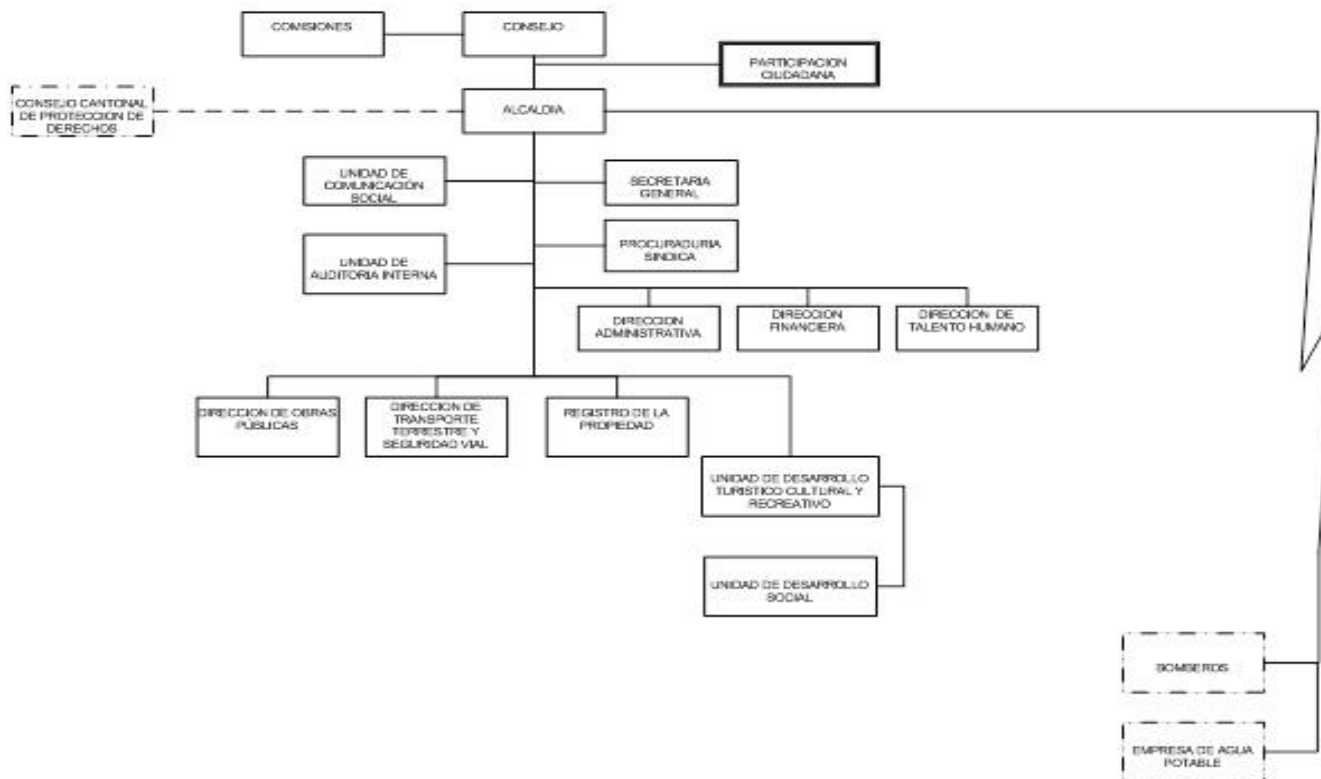 COMISIONES
CONSEJO
PARTICIPACION
CIUDADANA
CONSEJO CANTONAL
DE PROTECCION DE
DERECHOS
ALCALDIA
UNIDAD DE
COMUNICACIÓN
SOCIAL
SECRETARIA
GENERAL
UNIDAD DE
AUDITORIA INTERNA
PROCURADURIA
SINDICA
DIRECCION
ADMINISTRATIVA
DIRECCION
FINANCIERA
DIRECCION DE
TALENTO HUMANO
DIRECCION DE OBRAS
PÚBLICAS
DIRECCION DE
TRANSPORTE
TERRESTRE Y
SEGURIDAD VIAL
REGISTRO DE LA
PROPIEDAD
UNIDAD DE DESARROLLO
TURISTICO CULTURAL Y
RECREATIVO
UNIDAD DE DESARROLLO
SOCIAL
BOMBEROS
EMPRESA DE AGUA
POTABLE